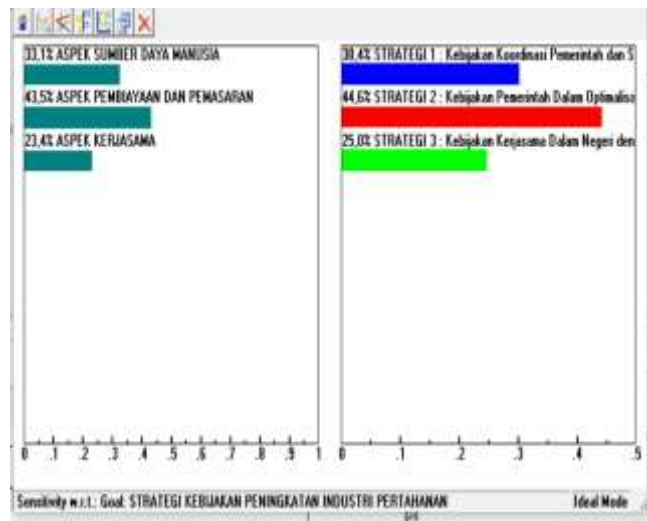 33,1% ASPEK SUMBER DAYA MANUSIA
43,5% ASPEK PEMBIAYAAN DAN PEMASARAN
23,4% ASPEK KERJASAMA
0 .1 .2 .3 .4 .5 .6 .7 .8 .9 1
30,4% STRATEGI 1 : Kebijakan Koordinasi Pemerintah dan S
44,6% STRATEGI 2 : Kebijakan Pemerintah Dalam Optimalisa
25,0% STRATEGI 3 : Kebijakan Kerjasama Dalam Negeri den
0 .1 .2 .3 .4 .5
Sensitivity w.r.t.: Goal: STRATEGI KEBIJAKAN PENINGKATAN INDUSTRI PERTAHANAN
Ideal Mode